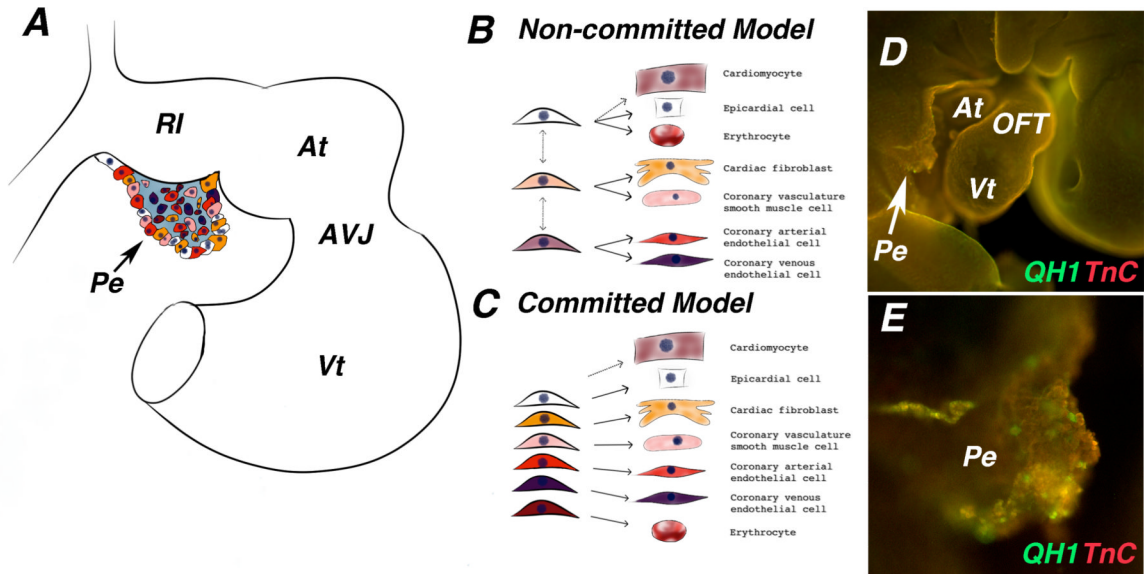 A
RI
At
AVJ
Pe
Vt
B Non-committed Model
Cardiomyocyte
Epicardial cell
Erythrocyte
Cardiac fibroblast
Coronary vasculature
smooth muscle cell
Coronary arterial
endothelial cell
Coronary venous
endothelial cell
C Committed Model
Cardiomyocyte
Epicardial cell
Cardiac fibroblast
Coronary vasculature
smooth muscle cell
Coronary arterial
endothelial cell
Coronary venous
endothelial cell
Erythrocyte
D
At
OFT
Vt
Pe
QH1 TnC
E
Pe
QH1 TnC